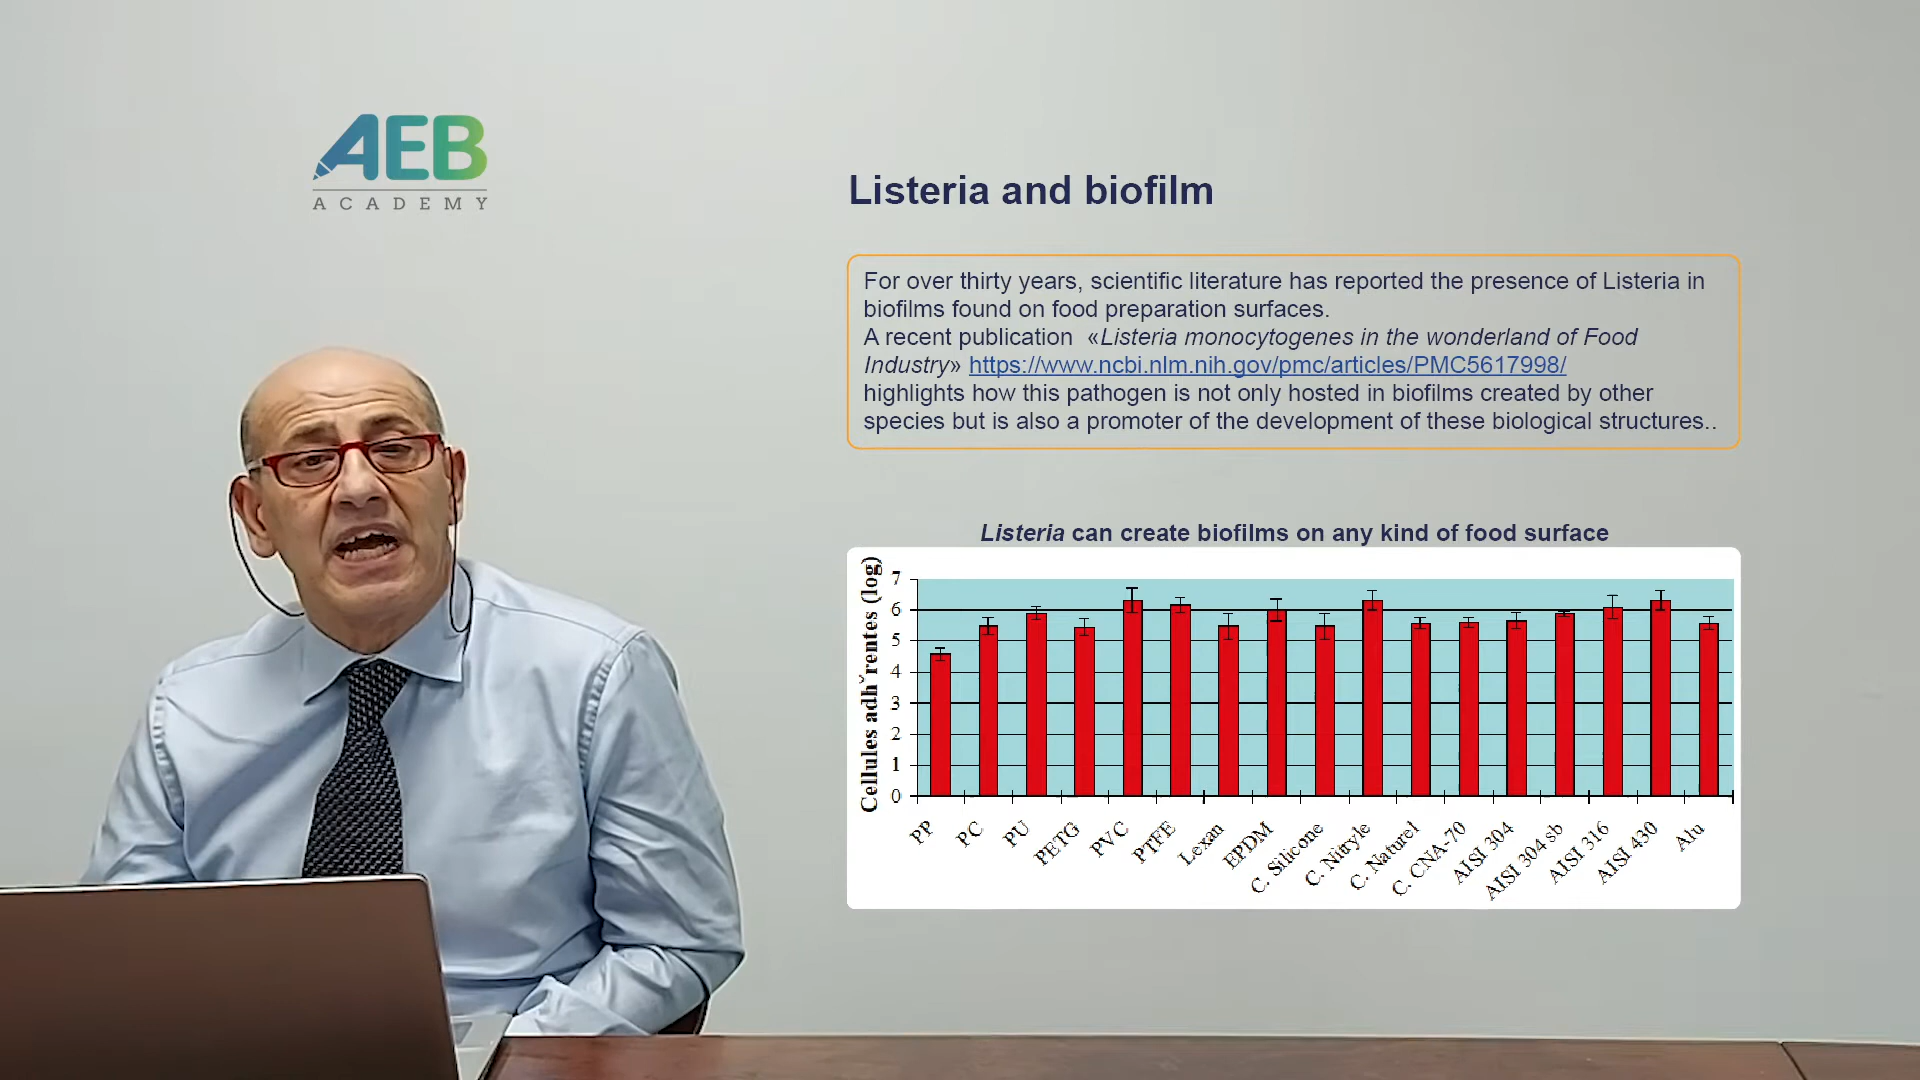 AEB
ACADEMY
Listeria and biofilm
For over thirty years, scientific literature has reported the presence of Listeria in
biofilms found on food preparation surfaces.
A recent publication «Listeria monocytogenes in the wonderland of Food
Industry» https://www.ncbi.nlm.nih.gov/pmc/articles/PMC5617998/
highlights how this pathogen is not only hosted in biofilms created by other
species but is also a promoter of the development of these biological structures..
Listeria can create biofilms on any kind of food surface
Cellules adhˇrentes (log)
7
6
5
4
3
2
1
0
PP
PC
PU
PETG
PVC
PTFE
Lexan
EPDM
C. Silicone
C. Nitryle
C. Naturel
C. CNA-70
AISI 304
AISI 304 sb
AISI 316
AISI 430
Alu